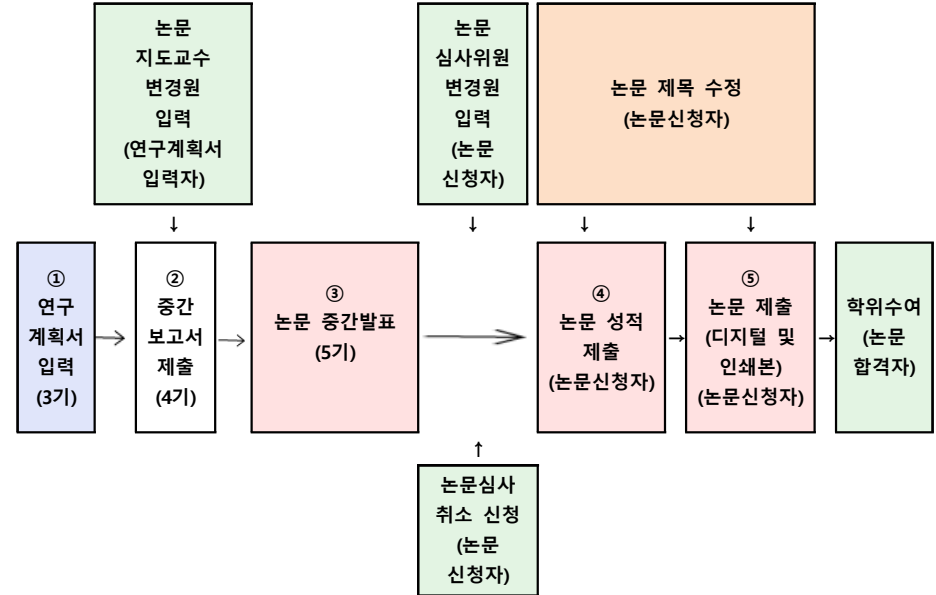 논문
지도교수
변경원
입력
(연구계획서
입력자)
논문
심사위원
변경원
입력
(논문
신청자)
논문 제목 수정
(논문신청자)
↓
↓
↓
↓
①
연구
계획서
입력
(3기)
②
중간
보고서
제출
(4기)
③
논문 중간발표
(5기)
④
논문 성적
제출
(논문신청자)
→
⑤
논문 제출
(디지털 및
인쇄본)
(논문신청자)
→
학위수여
(논문
합격자)
↑
논문심사
취소 신청
(논문
신청자)